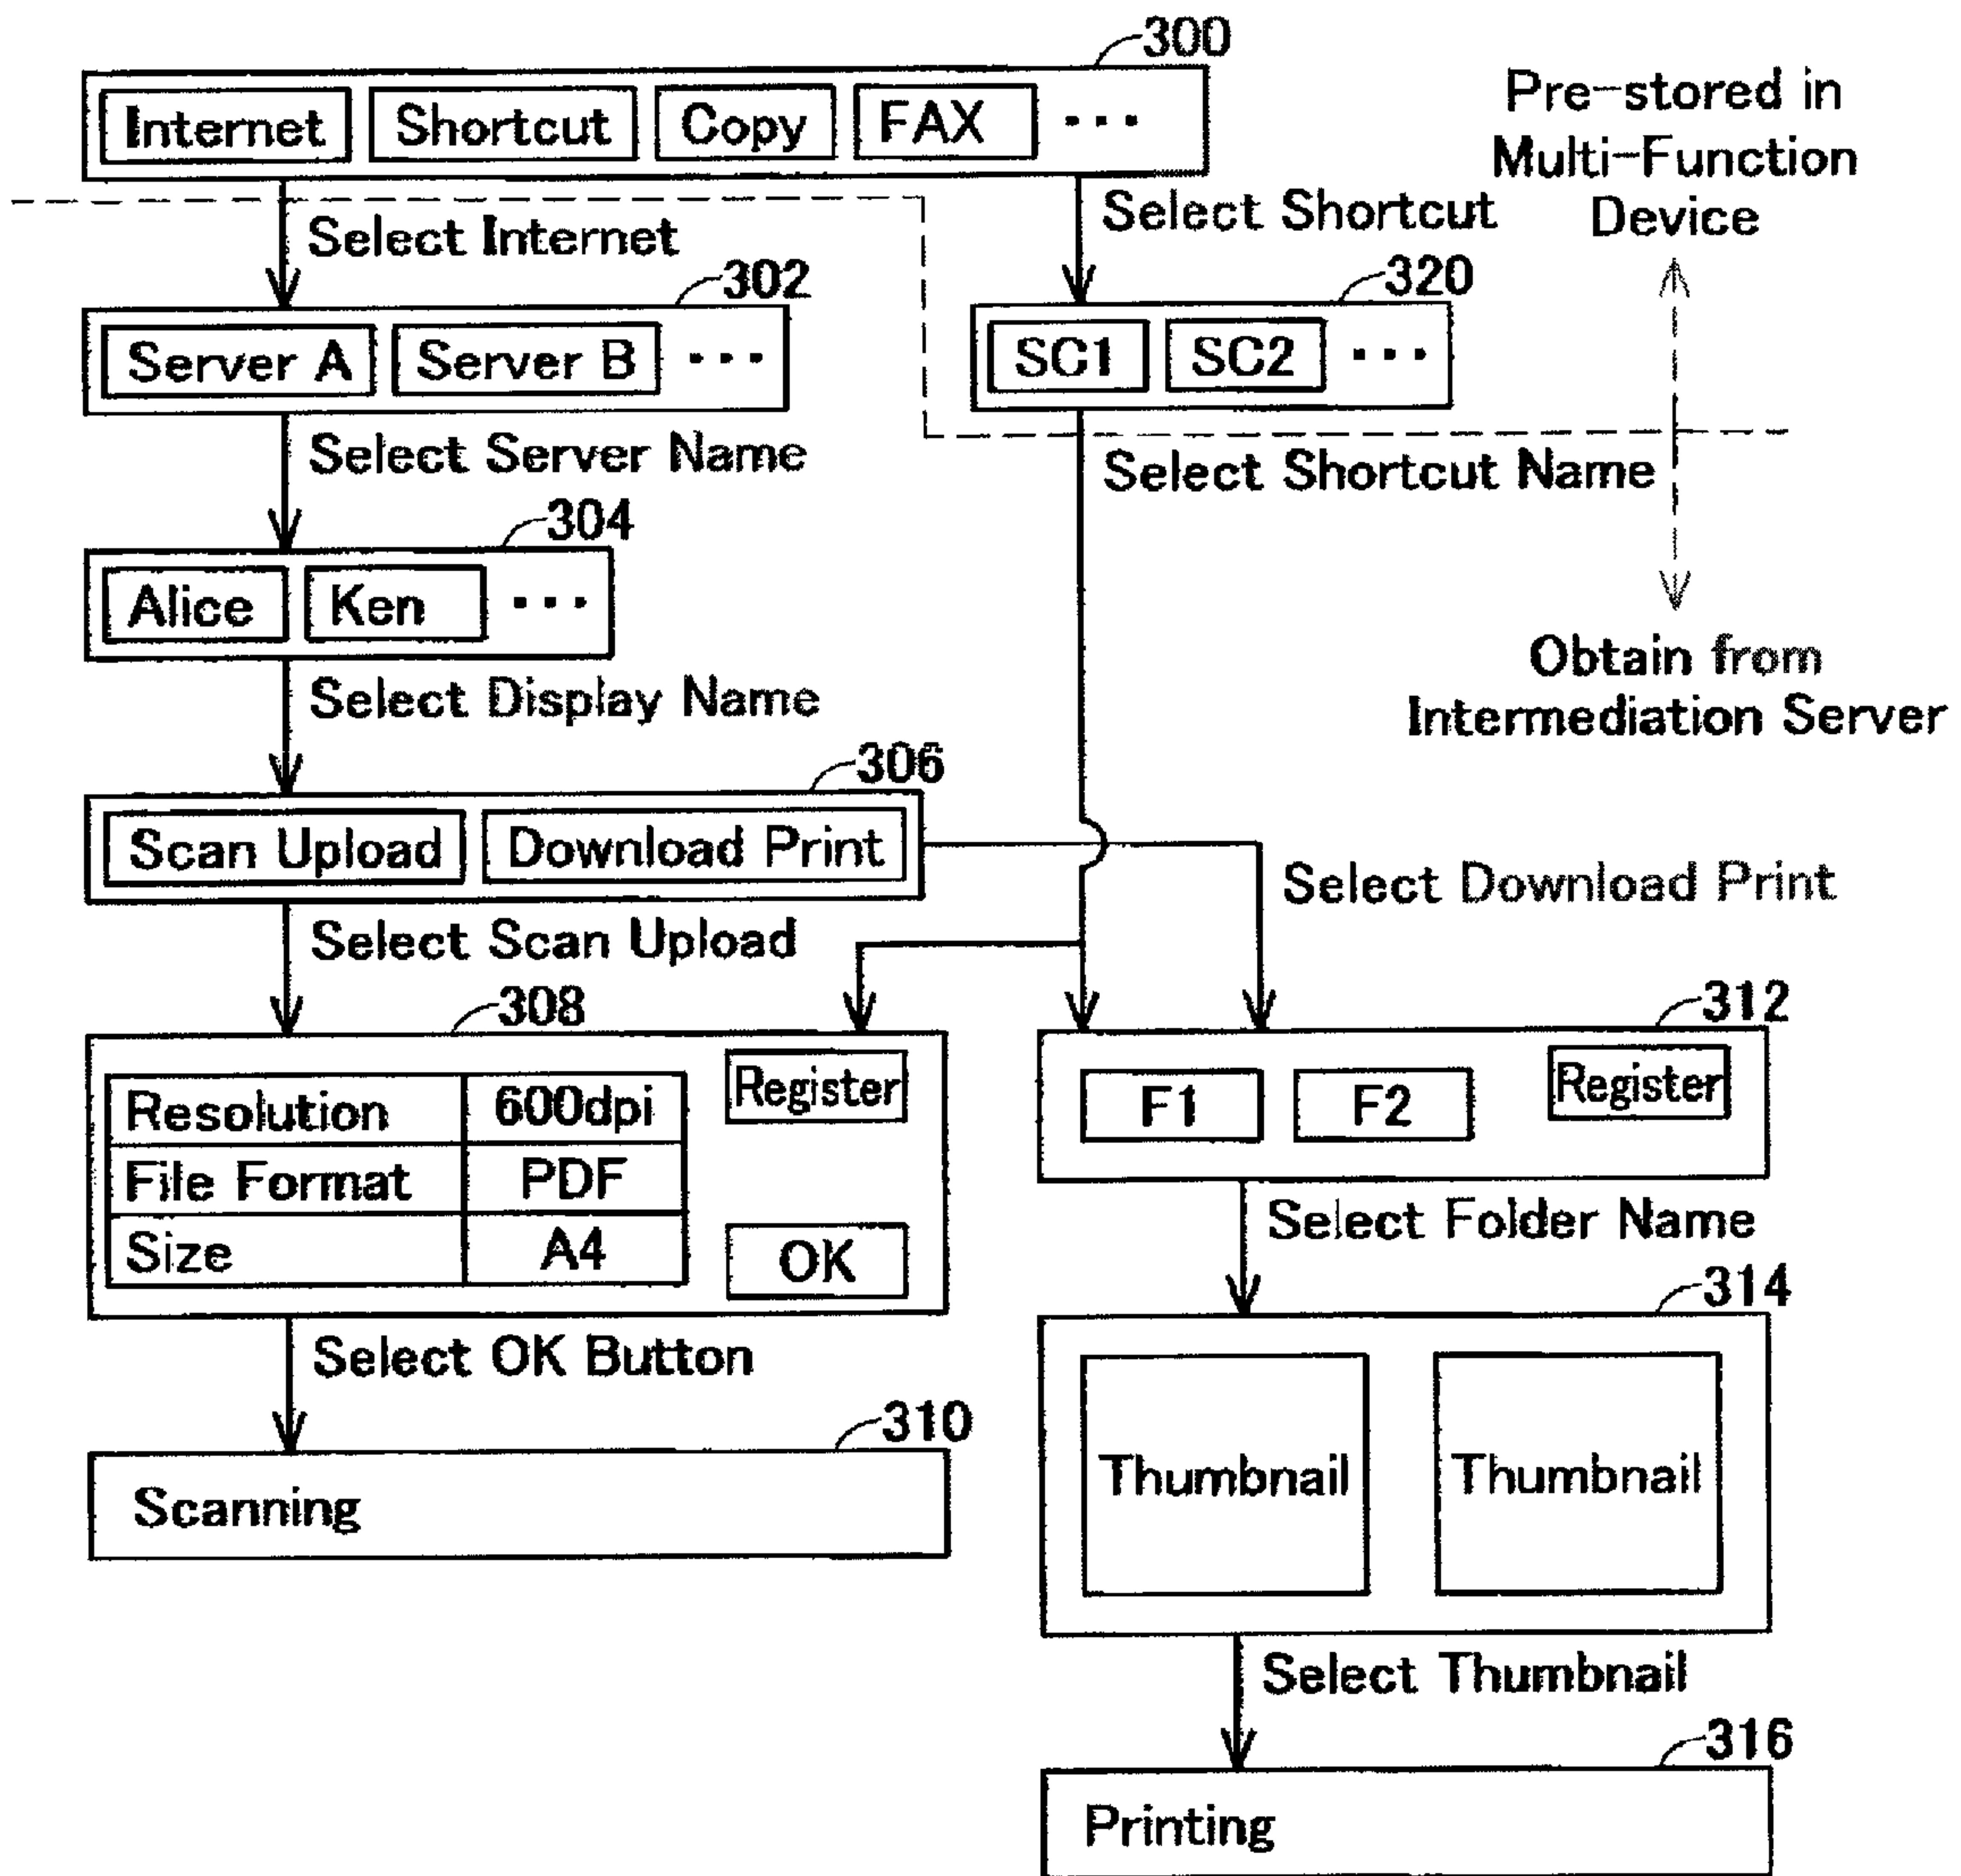 300
Internet Shortcut Copy FAX ...
Pre-stored in
Multi-Function
Device
Select Internet
Select Shortcut
302
Server A Server B ...
320
SC1 SC2 ...
Select Server Name
Select Shortcut Name
304
Alice Ken ...
Obtain from
Intermediation Server
Select Display Name
306
Scan Upload Download Print
Select Download Print
Select Scan Upload
308
Register
Resolution 600dpi
File Format PDF
Size A4
OK
312
F1 F2 Register
Select Folder Name
Select OK Button
314
Thumbnail Thumbnail
310
Scanning
Select Thumbnail
316
Printing